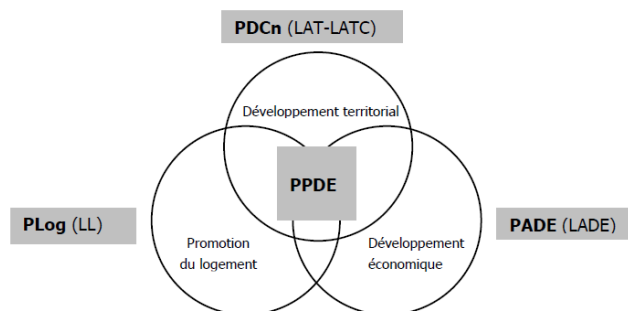 PDCn (LAT-LATC)
Développement territorial
PPDE
PLog (LL)
PADE (LADE)
Promotion
du logement
Développement
économique